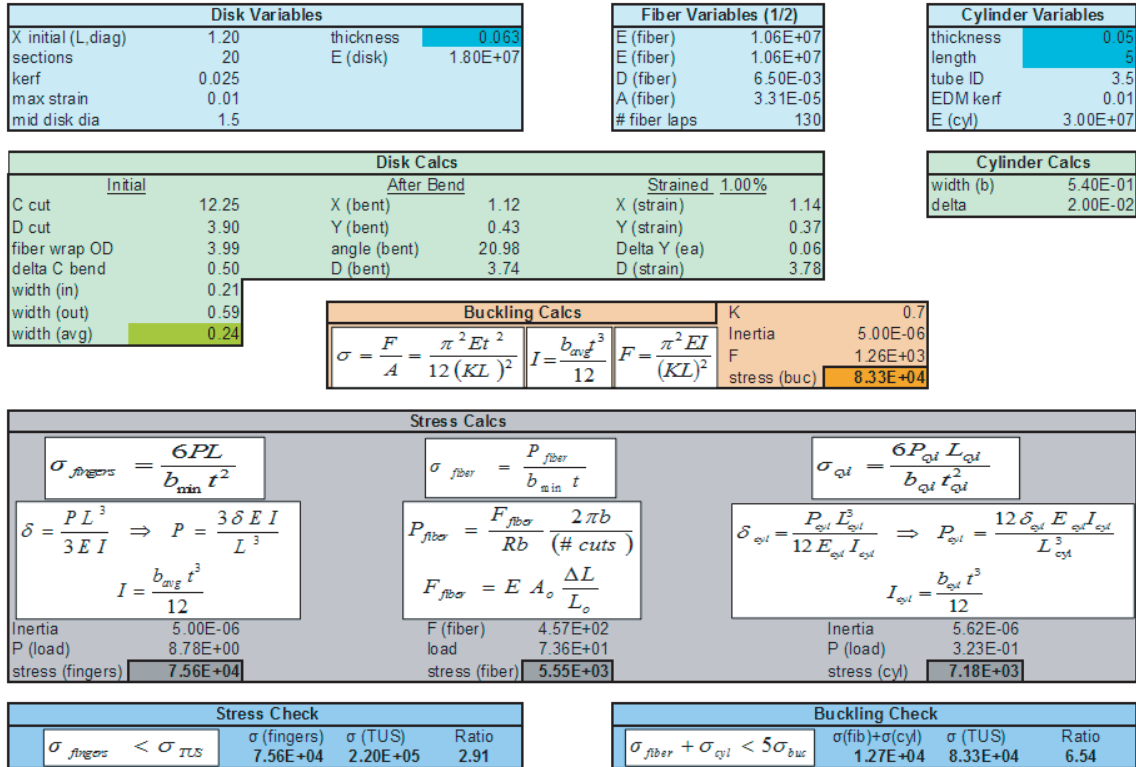 Disk Variables
X initial (L,diag) 1.20 thickness 0.063
sections 20 E (disk) 1.80E+07
kerf 0.025
max strain 0.01
mid disk dia 1.5
Fiber Variables (1/2)
E (fiber) 1.06E+07
E (fiber) 1.06E+07
D (fiber) 6.50E-03
A (fiber) 3.31E-05
# fiber laps 130
Cylinder Variables
thickness 0.05
length 5
tube ID 3.5
EDM kerf 0.01
E (cyl) 3.00E+07
Disk Calcs
Initial After Bend Strained 1.00%
C cut 12.25 X (bent) 1.12 X (strain) 1.14
D cut 3.90 Y (bent) 0.43 Y (strain) 0.37
fiber wrap OD 3.99 angle (bent) 20.98 Delta Y (ea) 0.06
delta C bend 0.50 D (bent) 3.74 D (strain) 3.78
width (in) 0.21
width (out) 0.59
width (avg) 0.24
Cylinder Calcs
width (b) 5.40E-01
delta 2.00E-02
Buckling Calcs
σ = F/A = π²Et²/12(KL)² I = b_avg t³/12 F = π²EI/(KL)²
K 0.7
Inertia 5.00E-06
F 1.26E+03
stress (buc) 8.33E+04
Stress Calcs
σ_fingers = 6PL/b_min t²
δ = PL³/3EI ⇒ P = 3δEI/L³
I = b_avg t³/12
Inertia 5.00E-06
P (load) 8.78E+00
stress (fingers) 7.56E+04
σ_fiber = P_fiber/b_min t
P_fiber = F_fiber/Rb 2πb/(# cuts)
F_fiber = E A_o ΔL/L_o
F (fiber) 4.57E+02
load 7.36E+01
stress (fiber) 5.55E+03
σ_cyl = 6P_cyl L_cyl/b_cyl t²_cyl
δ_cyl = P_cyl L³_cyl/12E_cyl I_cyl ⇒ P_cyl = 12δ_cyl E_cyl I_cyl/L³_cyl
I_cyl = b_cyl t³/12
Inertia 5.62E-06
P (load) 3.23E-01
stress (cyl) 7.18E+03
Stress Check
σ_fingers < σ_TUS
σ (fingers) σ (TUS) Ratio
7.56E+04 2.20E+05 2.91
Buckling Check
σ_fiber + σ_cyl < 5σ_buc
σ(fib)+σ(cyl) σ (TUS) Ratio
1.27E+04 8.33E+04 6.54